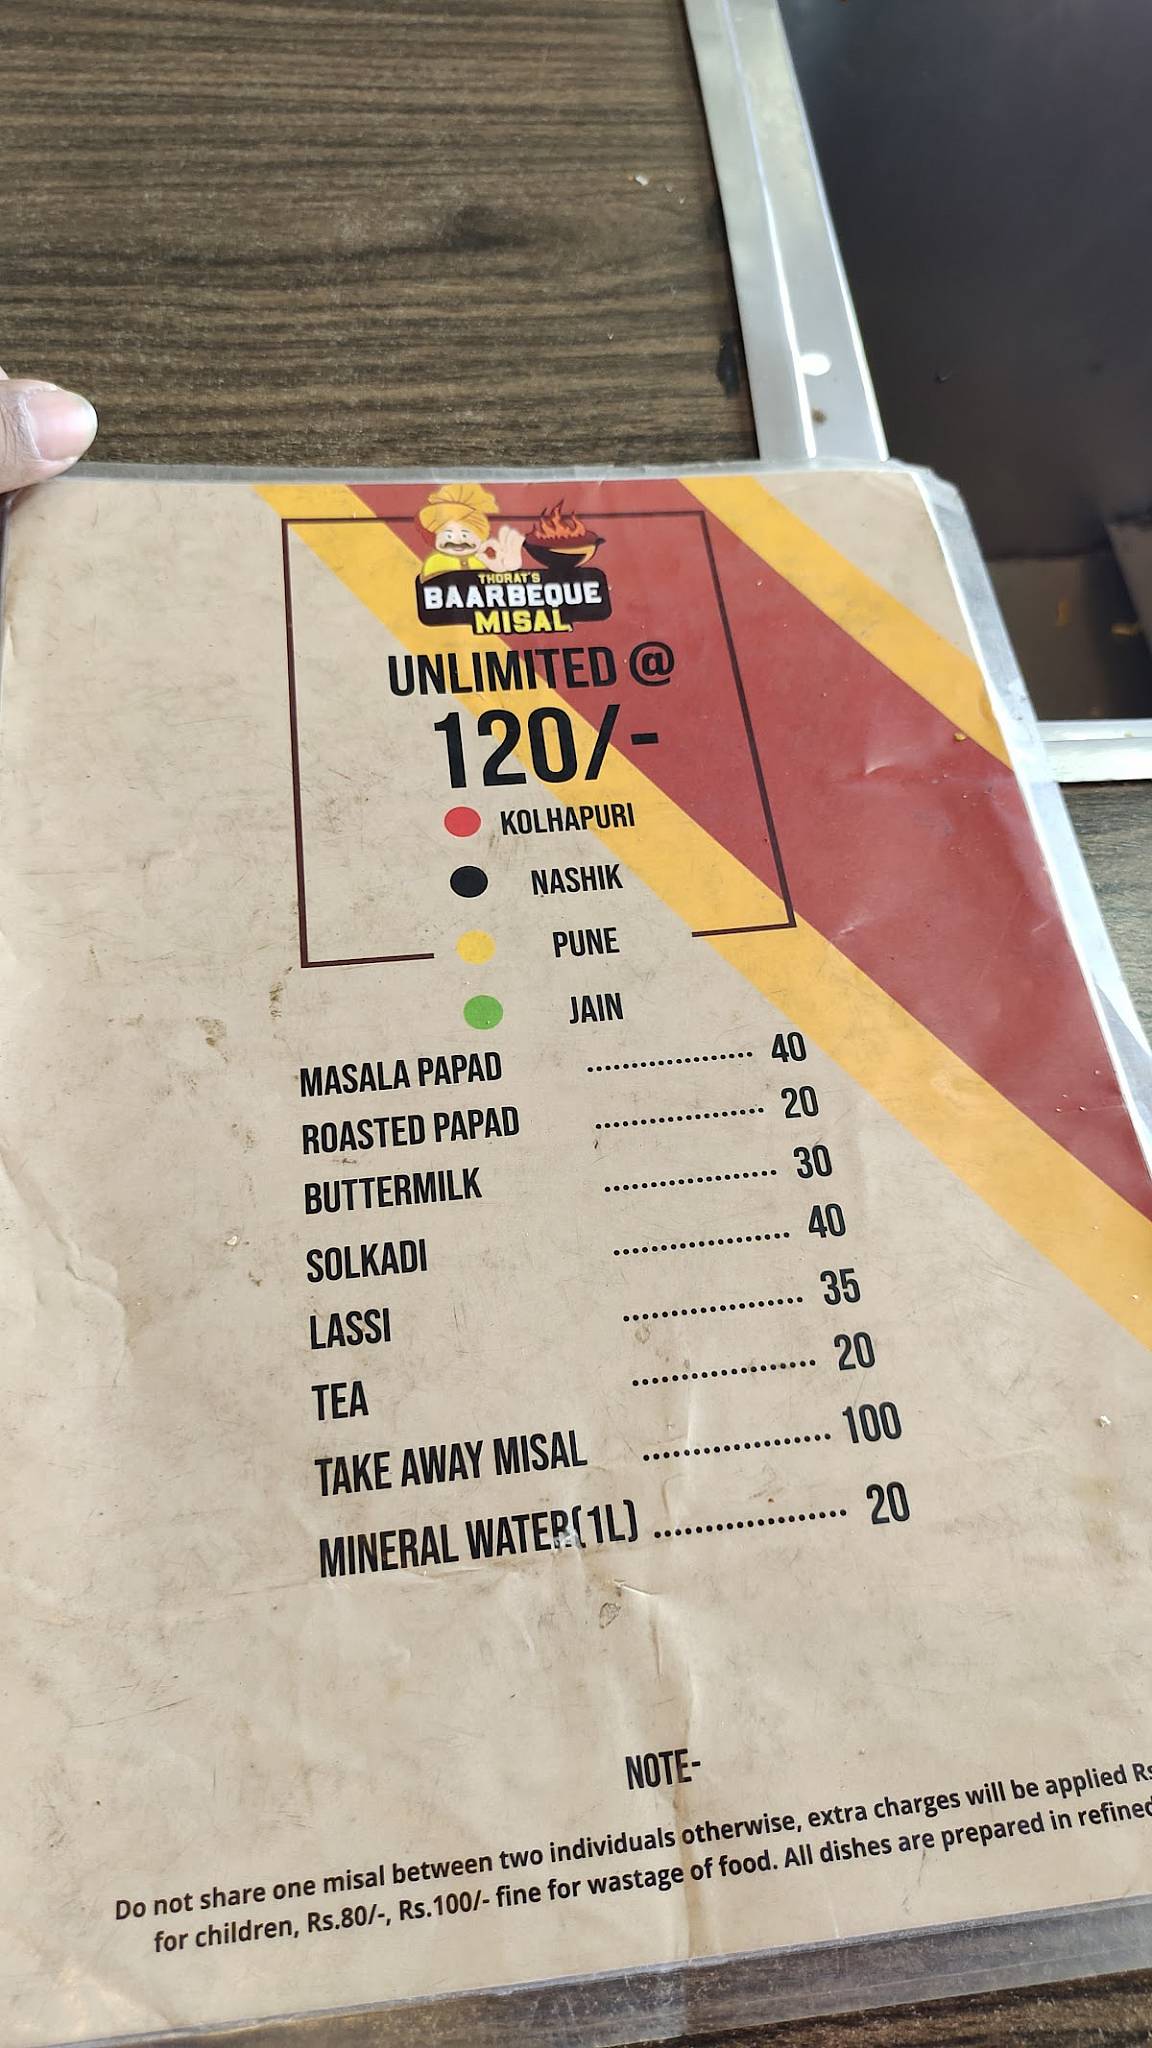 THORAT'S
BAARBEQUE
MISAL
UNLIMITED @
120/-
KOLHAPURI
NASHIK
PUNE
JAIN
MASALA PAPAD .................... 40
ROASTED PAPAD .................... 20
BUTTERMILK .................... 30
SOLKADI .................... 40
LASSI .................... 35
TEA .................... 20
TAKE AWAY MISAL .................... 100
MINERAL WATER(1L) .................... 20
NOTE-
Do not share one misal between two individuals otherwise, extra charges will be applied Rs
for children, Rs.80/-, Rs.100/- fine for wastage of food. All dishes are prepared in refined